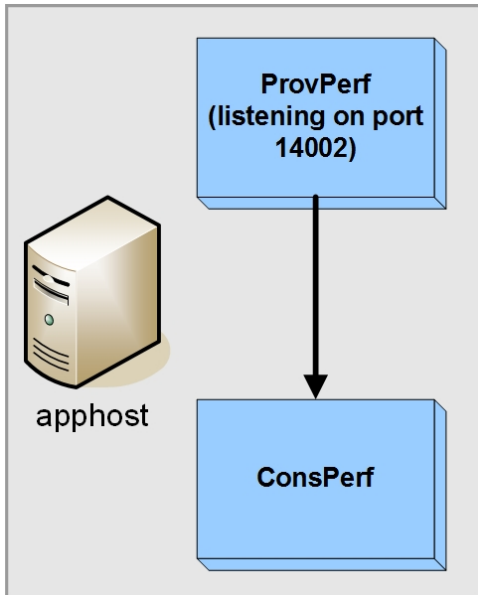 ProvPerf
(listening on port
14002)
apphost
ConsPerf